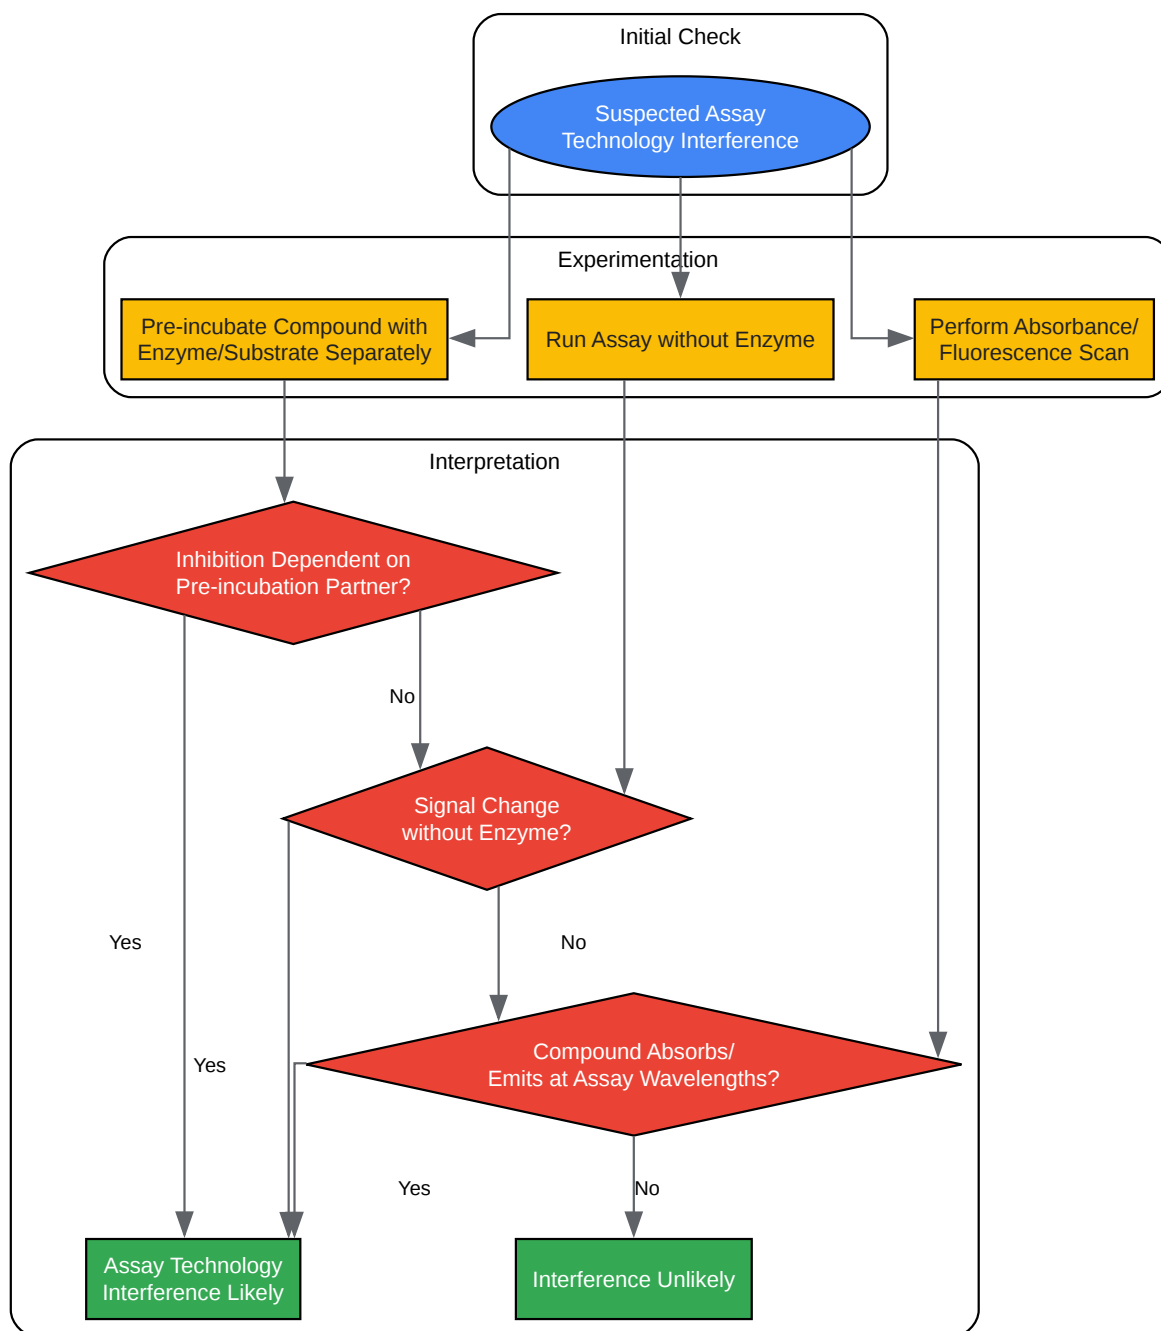 Initial Check
Suspected Assay
Technology Interference
Experimentation
Pre-incubate Compound with
Enzyme/Substrate Separately
Run Assay without Enzyme
Perform Absorbance/
Fluorescence Scan
Interpretation
Inhibition Dependent on
Pre-incubation Partner?
No
Signal Change
without Enzyme?
Yes
No
Yes
Compound Absorbs/
Emits at Assay Wavelengths?
Yes
No
Assay Technology
Interference Likely
Interference Unlikely